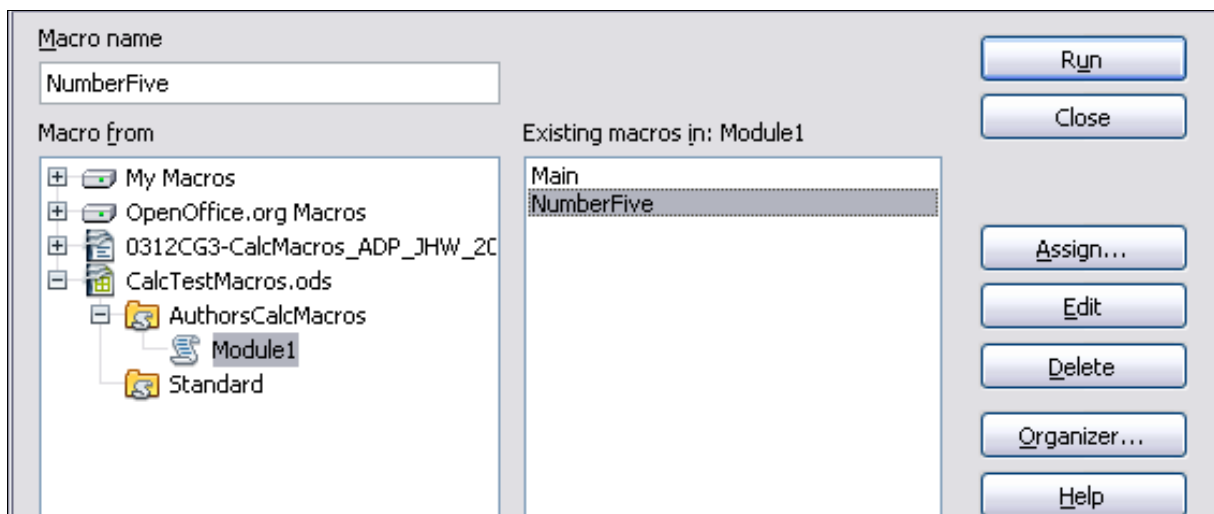 Macro name
NumberFive
Run
Close
Macro from
My Macros
OpenOffice.org Macros
0312CG3-CalcMacros_ADP_JHW_20
CalcTestMacros.ods
AuthorsCalcMacros
Module1
Standard
Existing macros in: Module1
Main
NumberFive
Assign...
Edit
Delete
Organizer...
Help